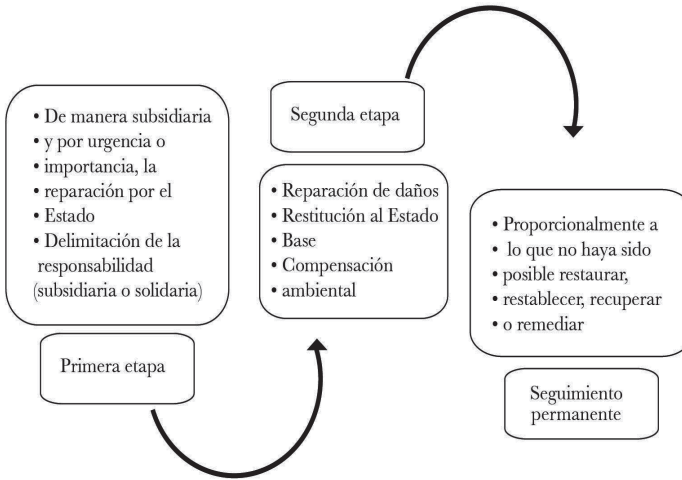 • De manera subsidiaria
• y por urgencia o
• importancia, la
• reparación por el
• Estado
• Delimitación de la
responsabilidad
(subsidiaria o solidaria)
Primera etapa
Segunda etapa
• Reparación de daños
• Restitución al Estado
• Base
• Compensación
• ambiental
• Proporcionalmente a
• lo que no haya sido
• posible restaurar,
• restablecer, recuperar
• o remediar
Seguimiento
permanente